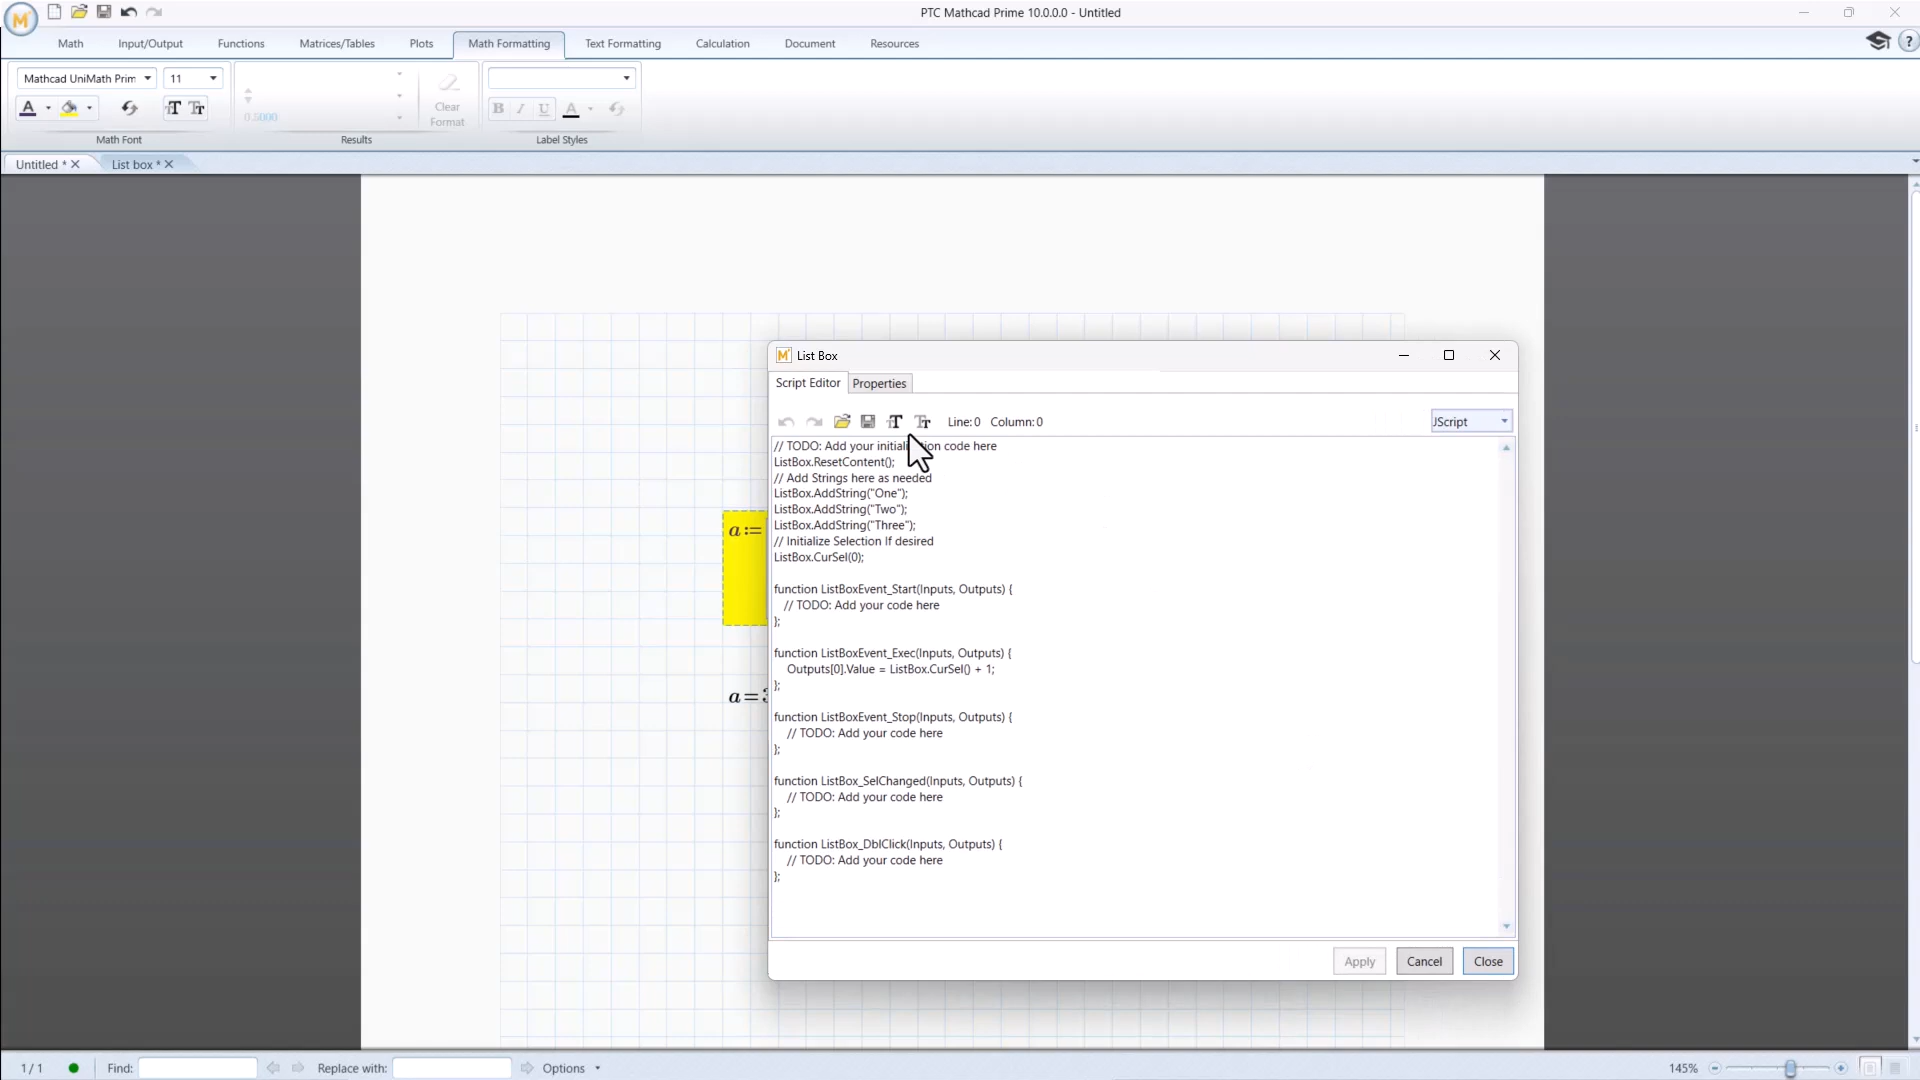 PTC Mathcad Prime 10.0.0.0 - Untitled
Math Input/Output Functions Matrices/Tables Plots Math Formatting Text Formatting Calculation Document Resources
Mathcad UniMath Prim 11
0.5000
Clear
Format
B I U A
Math Font Results Label Styles
Untitled * List box *
List Box
Script Editor Properties
Line: 0 Column: 0 JScript
// TODO: Add your code here
ListBox.ResetContent();
// Add Strings here as needed
ListBox.AddString("One");
ListBox.AddString("Two");
ListBox.AddString("Three");
// Initialize Selection If desired
ListBox.CurSel(0);
function ListBoxEvent_Start(Inputs, Outputs) {
// TODO: Add your code here
};
function ListBoxEvent_Exec(Inputs, Outputs) {
Outputs[0].Value = ListBox.CurSel() + 1;
};
function ListBoxEvent_Stop(Inputs, Outputs) {
// TODO: Add your code here
};
function ListBox_SelChanged(Inputs, Outputs) {
// TODO: Add your code here
};
function ListBox_DblClick(Inputs, Outputs) {
// TODO: Add your code here
};
a :=
a = 3
Apply Cancel Close
1 / 1 Find: Replace with: Options 145%